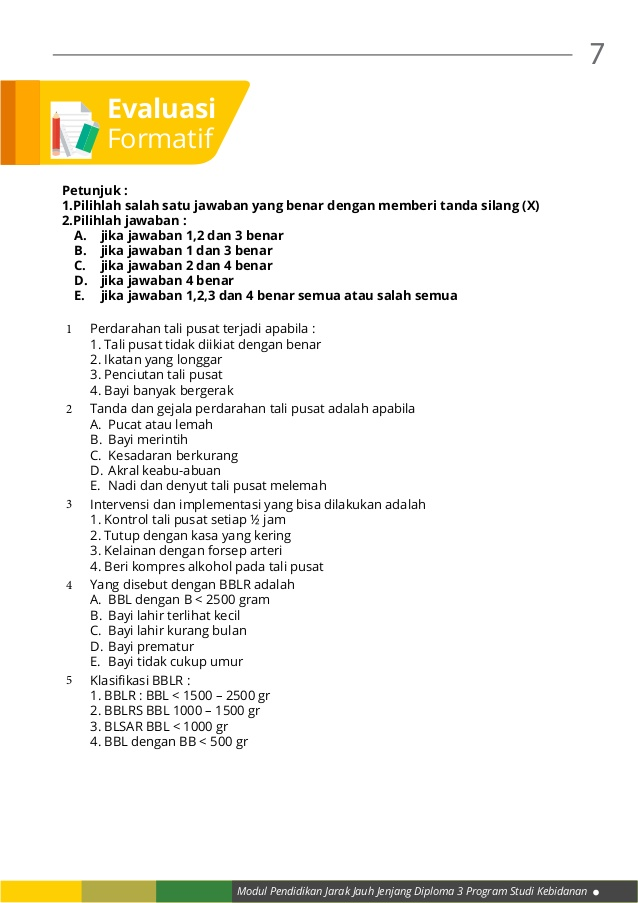 7
Evaluasi
Formatif
Petunjuk :
1.Pilihlah salah satu jawaban yang benar dengan memberi tanda silang (X)
2.Pilihlah jawaban :
A. jika jawaban 1,2 dan 3 benar
B. jika jawaban 1 dan 3 benar
C. jika jawaban 2 dan 4 benar
D. jika jawaban 4 benar
E. jika jawaban 1,2,3 dan 4 benar semua atau salah semua
1 Perdarahan tali pusat terjadi apabila :
1. Tali pusat tidak diikiat dengan benar
2. Ikatan yang longgar
3. Penciutan tali pusat
4. Bayi banyak bergerak
2 Tanda dan gejala perdarahan tali pusat adalah apabila
A. Pucat atau lemah
B. Bayi merintih
C. Kesadaran berkurang
D. Akral keabu-abuan
E. Nadi dan denyut tali pusat melemah
3 Intervensi dan implementasi yang bisa dilakukan adalah
1. Kontrol tali pusat setiap ½ jam
2. Tutup dengan kasa yang kering
3. Kelainan dengan forsep arteri
4. Beri kompres alkohol pada tali pusat
4 Yang disebut dengan BBLR adalah
A. BBL dengan B < 2500 gram
B. Bayi lahir terlihat kecil
C. Bayi lahir kurang bulan
D. Bayi prematur
E. Bayi tidak cukup umur
5 Klasifikasi BBLR :
1. BBLR : BBL < 1500 – 2500 gr
2. BBLRS BBL 1000 – 1500 gr
3. BLSAR BBL < 1000 gr
4. BBL dengan BB < 500 gr
Modul Pendidikan Jarak Jauh Jenjang Diploma 3 Program Studi Kebidanan